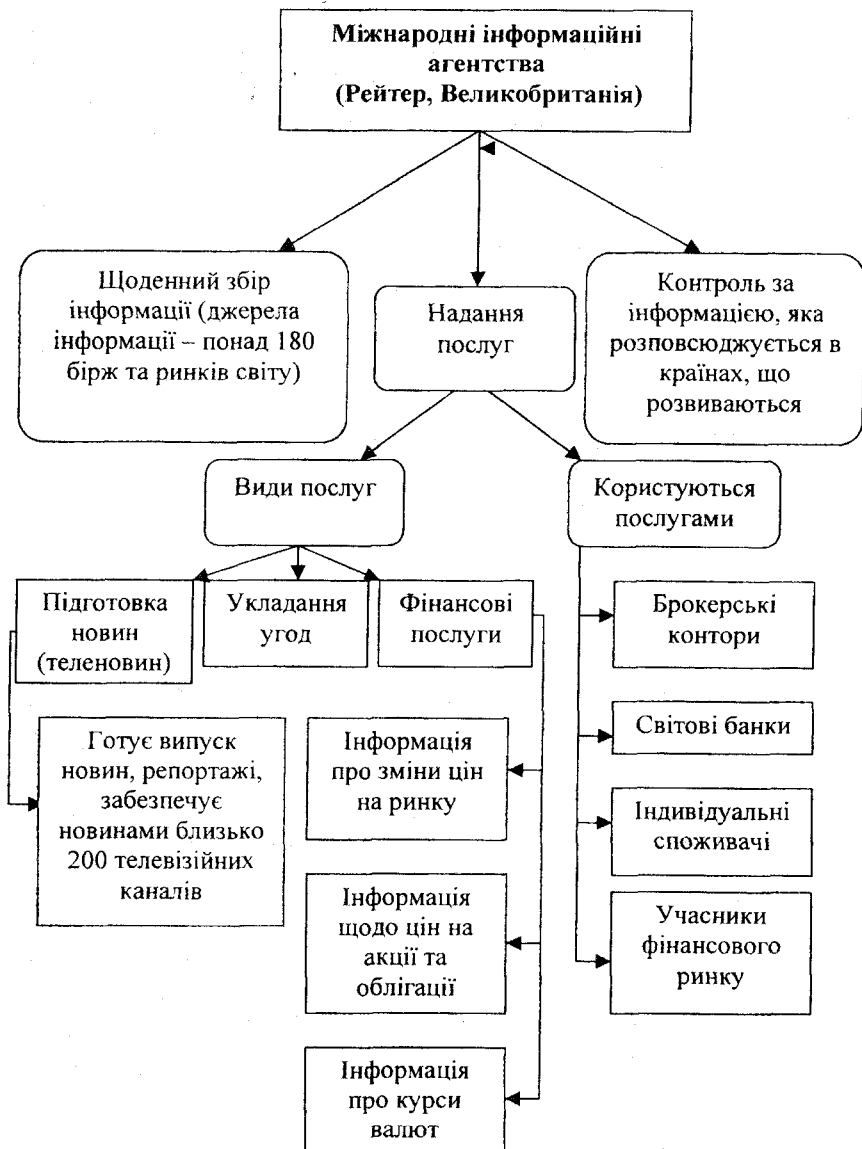 Міжнародні інформаційні
агентства
(Рейтер, Великобританія)
Щоденний збір
інформації (джерела
інформації – понад 180
бірж та ринків світу)
Надання
послуг
Контроль за
інформацією, яка
розповсюджується в
країнах, що
розвиваються
Види послуг
Користуються
послугами
Підготовка
новин
(теленовин)
Укладання
угод
Фінансові
послуги
Готує випуск
новин, репортажі,
забезпечує
новинами близько
200 телевізійних
каналів
Інформація
про зміни цін
на ринку
Інформація
щодо цін на
акції та
облігації
Інформація
про курси
валют
Брокерські
контори
Світові банки
Індивідуальні
споживачі
Учасники
фінансового
ринку